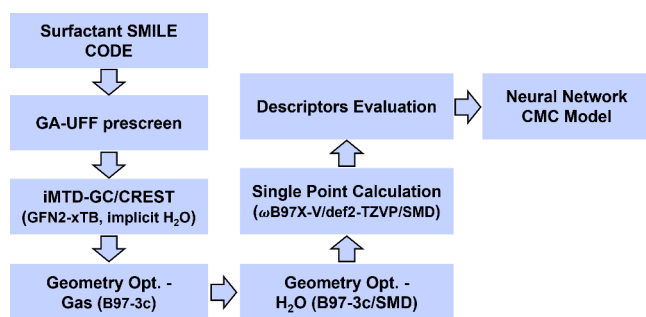 Surfactant SMILE
CODE
GA-UFF prescreen
iMTD-GC/CREST
(GFN2-xTB, implicit H₂O)
Geometry Opt. -
Gas (B97-3c)
Geometry Opt. -
H₂O (B97-3c/SMD)
Single Point Calculation
(ωB97X-V/def2-TZVP/SMD)
Descriptors Evaluation
Neural Network
CMC Model